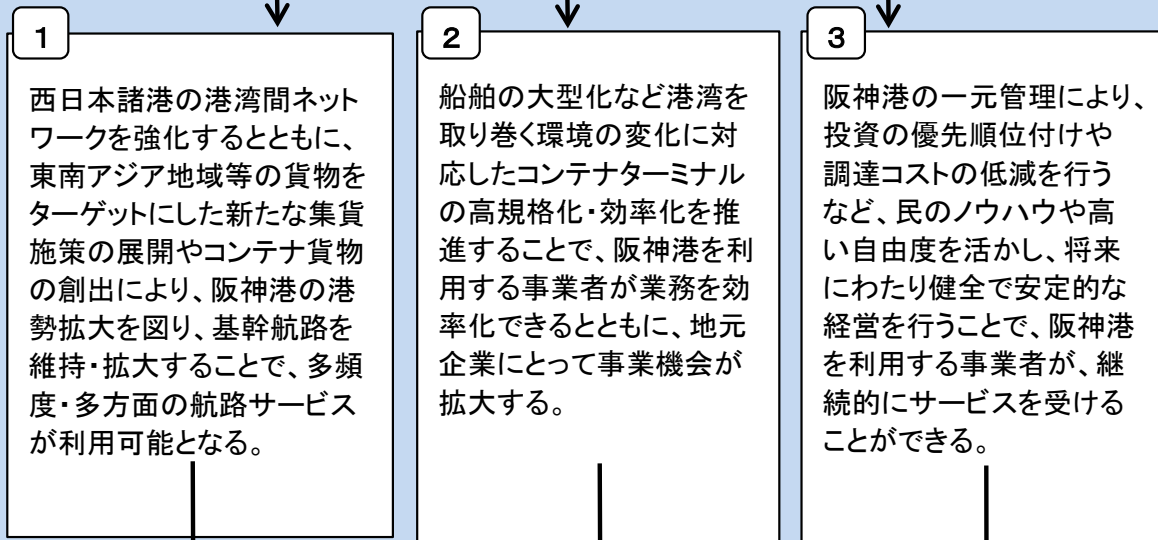 1
西日本諸港の港湾間ネット
ワークを強化するとともに、
東南アジア地域等の貨物を
ターゲットにした新たな集貨
施策の展開やコンテナ貨物
の創出により、阪神港の港
勢拡大を図り、基幹航路を
維持・拡大することで、多頻
度・多方面の航路サービス
が利用可能となる。
2
船舶の大型化など港湾を
取り巻く環境の変化に対
応したコンテナターミナル
の高規格化・効率化を推
進することで、阪神港を利
用する事業者が業務を効
率化できるとともに、地元
企業にとって事業機会が
拡大する。
3
阪神港の一元管理により、
投資の優先順位付けや
調達コストの低減を行う
など、民のノウハウや高
い自由度を活かし、将来
にわたり健全で安定的な
経営を行うことで、阪神港
を利用する事業者が、継
続的にサービスを受ける
ことができる。